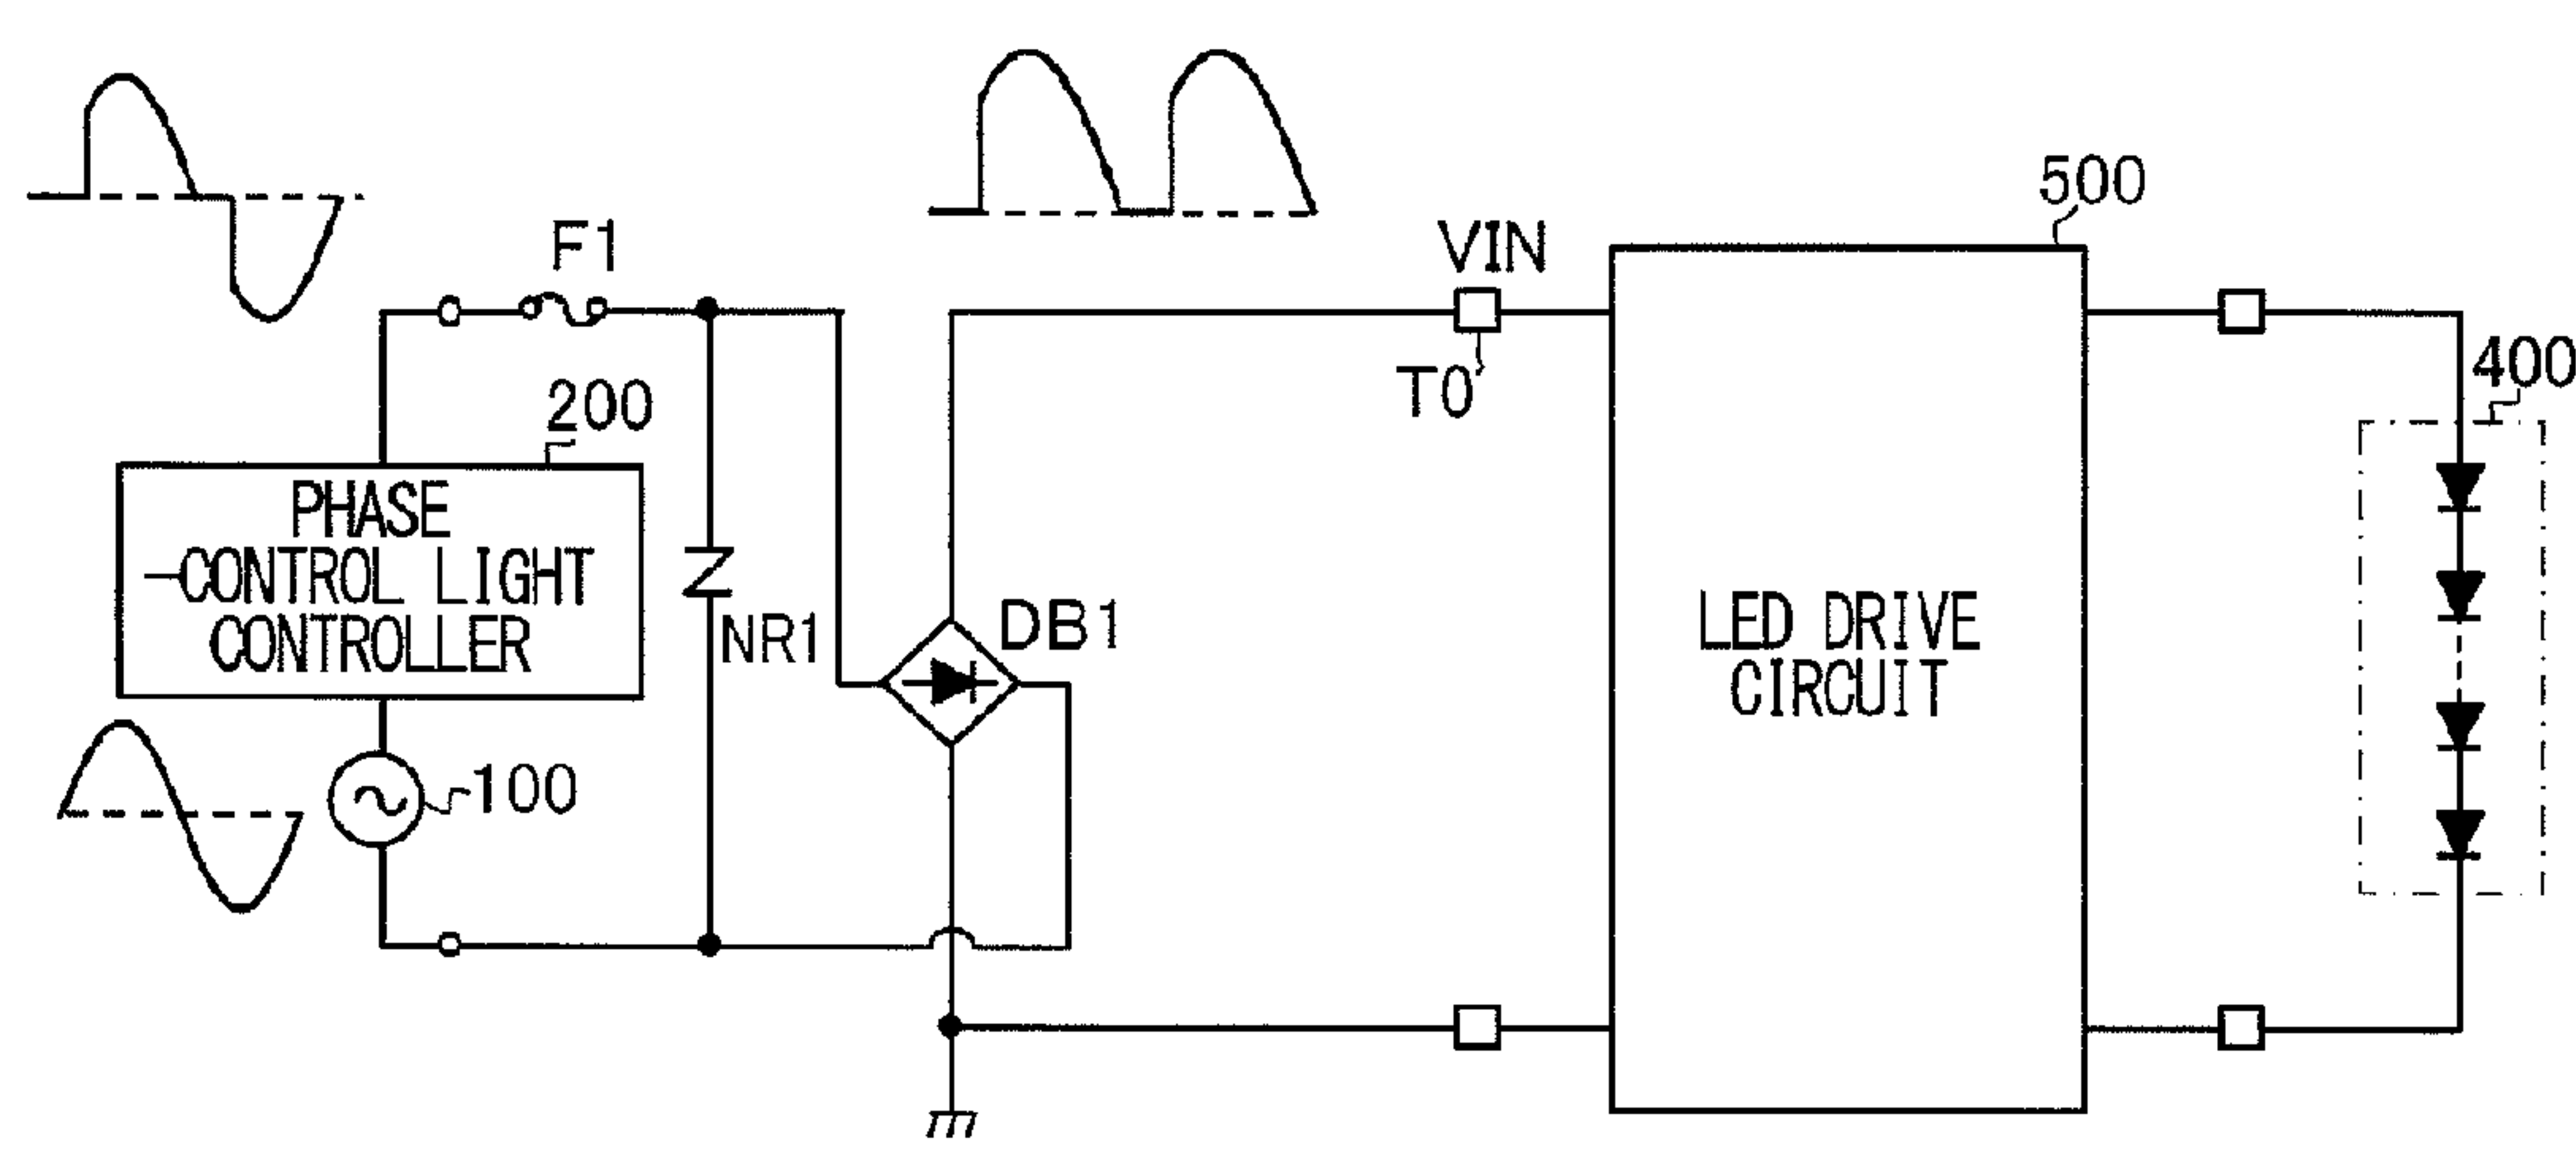 500
VIN
F1
T0
400
200
PHASE
-CONTROL LIGHT
CONTROLLER
NR1
DB1
LED DRIVE
CIRCUIT
100